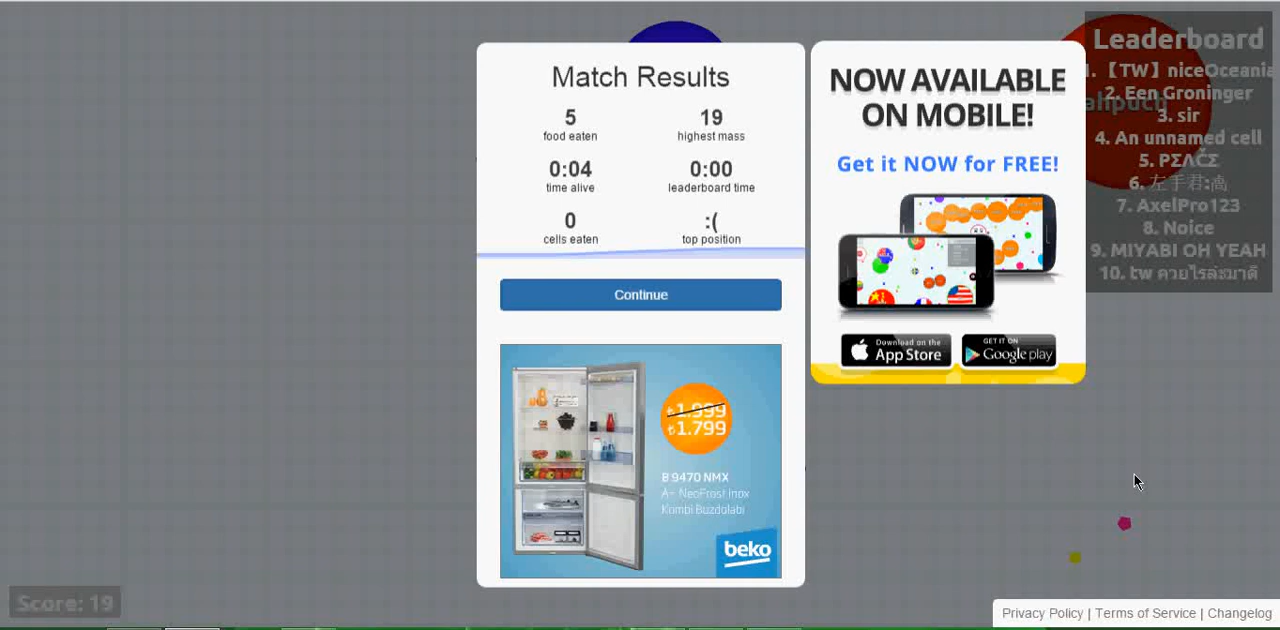 Match Results
5
food eaten
19
highest mass
0:04
time alive
0:00
leaderboard time
0
cells eaten
:(
top position
Continue
₺1.999
₺1.799
B 9470 NMX
A+ NeoFrost Inox
Kombi Buzdolabı
beko
NOW AVAILABLE
ON MOBILE!
Get it NOW for FREE!
Download on the
App Store
GET IT ON
Google play
Leaderboard
1. 【TW】niceOceania
2. Een Groninger
3. sir
4. An unnamed cell
5. PΣΛČΣ
6. 左手君:高
7. AxelPro123
8. Noice
9. MIYABI OH YEAH
10. tw ควยไรล่ะมาดิ
Score: 19
Privacy Policy | Terms of Service | Changelog